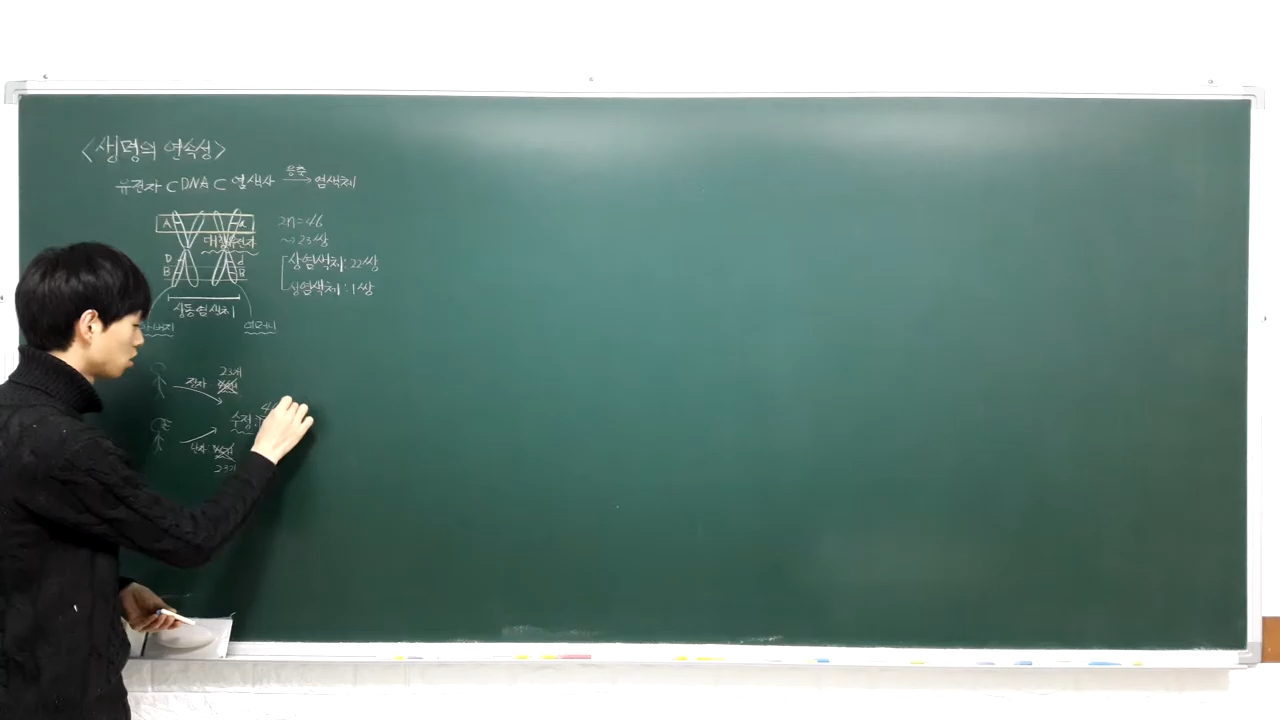 <생명의 연속성>
유전자 ⊂ DNA ⊂ 염색사 응축→ 염색체
A
2n=46
대립유전자
~> 23쌍
D d
상염색체: 22쌍
B B
성염색체: 1쌍
상동염색체
아버지 어머니
23개
정자
수정
난자:
23개